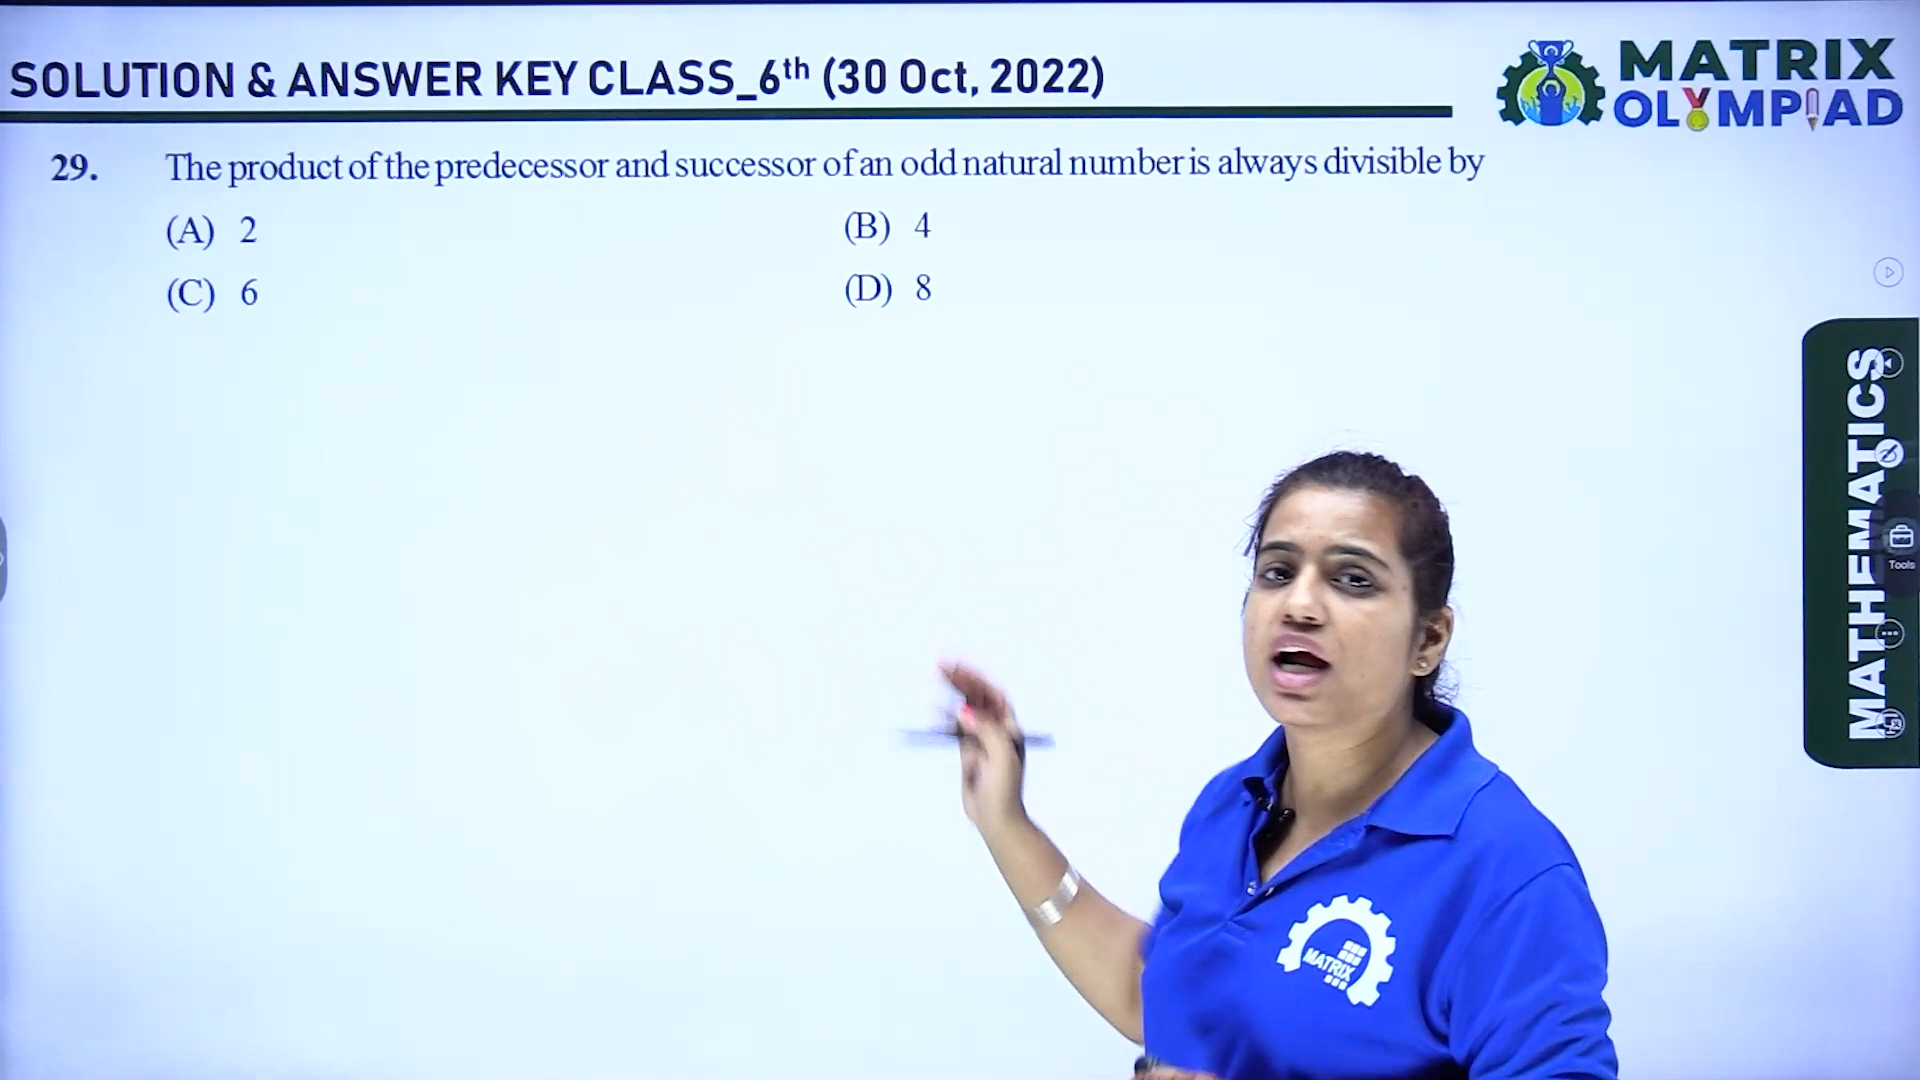 SOLUTION & ANSWER KEY CLASS_6th (30 Oct, 2022)
MATRIX
OLYMPIAD
29. The product of the predecessor and successor of an odd natural number is always divisible by
(A) 2 (B) 4
(C) 6 (D) 8
MATHEMATICS
Tools
MATRIX